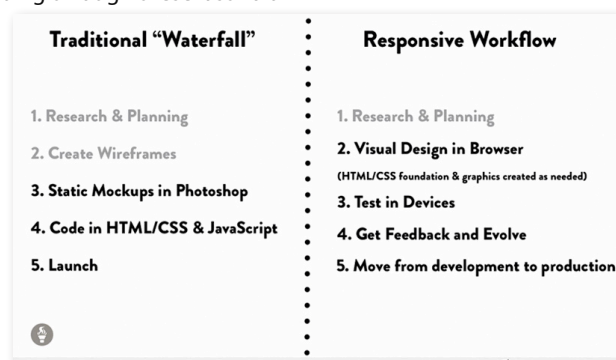 Traditional “Waterfall”
1. Research & Planning
2. Create Wireframes
3. Static Mockups in Photoshop
4. Code in HTML/CSS & JavaScript
5. Launch
Responsive Workflow
1. Research & Planning
2. Visual Design in Browser
(HTML/CSS foundation & graphics created as needed)
3. Test in Devices
4. Get Feedback and Evolve
5. Move from development to production